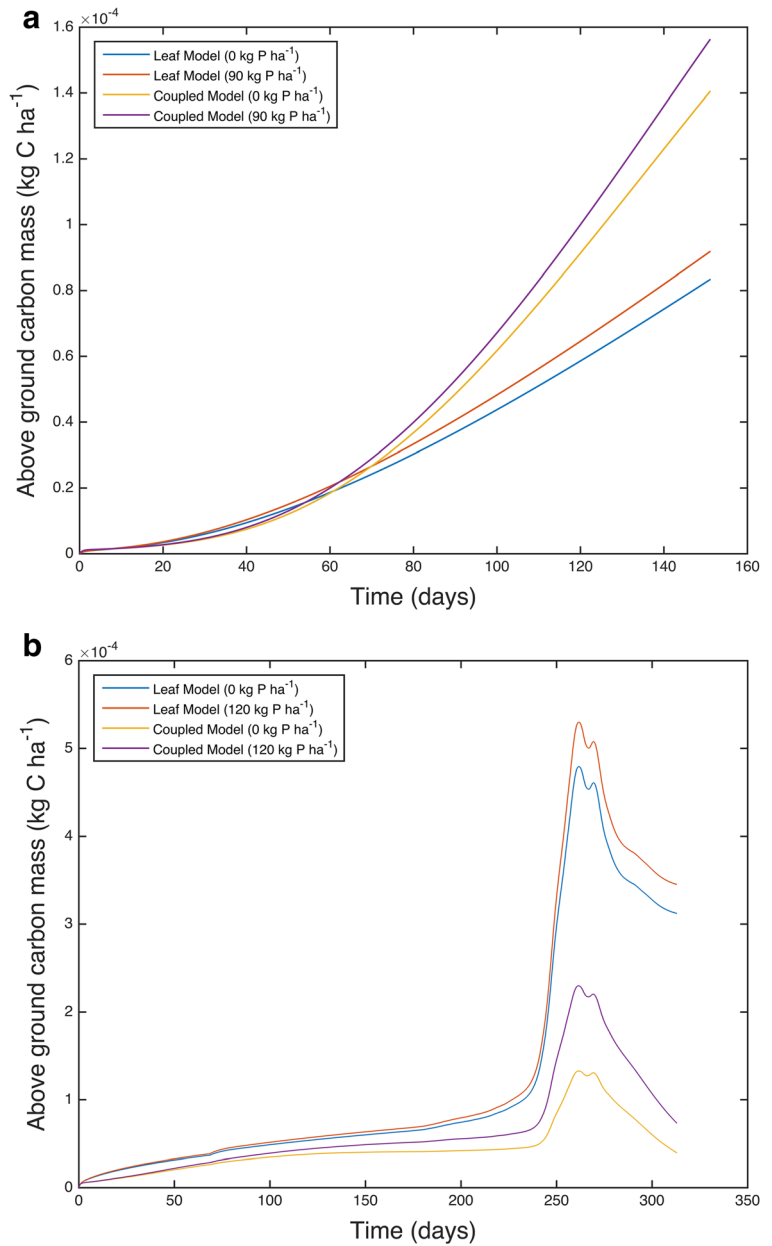 a
×10⁻⁴
1.6
1.4
1.2
1
0.8
0.6
0.4
0.2
0
Above ground carbon mass (kg C ha⁻¹)
Leaf Model (0 kg P ha⁻¹)
Leaf Model (90 kg P ha⁻¹)
Coupled Model (0 kg P ha⁻¹)
Coupled Model (90 kg P ha⁻¹)
0 20 40 60 80 100 120 140 160
Time (days)
b
×10⁻⁴
6
5
4
3
2
1
0
Above ground carbon mass (kg C ha⁻¹)
Leaf Model (0 kg P ha⁻¹)
Leaf Model (120 kg P ha⁻¹)
Coupled Model (0 kg P ha⁻¹)
Coupled Model (120 kg P ha⁻¹)
0 50 100 150 200 250 300 350
Time (days)